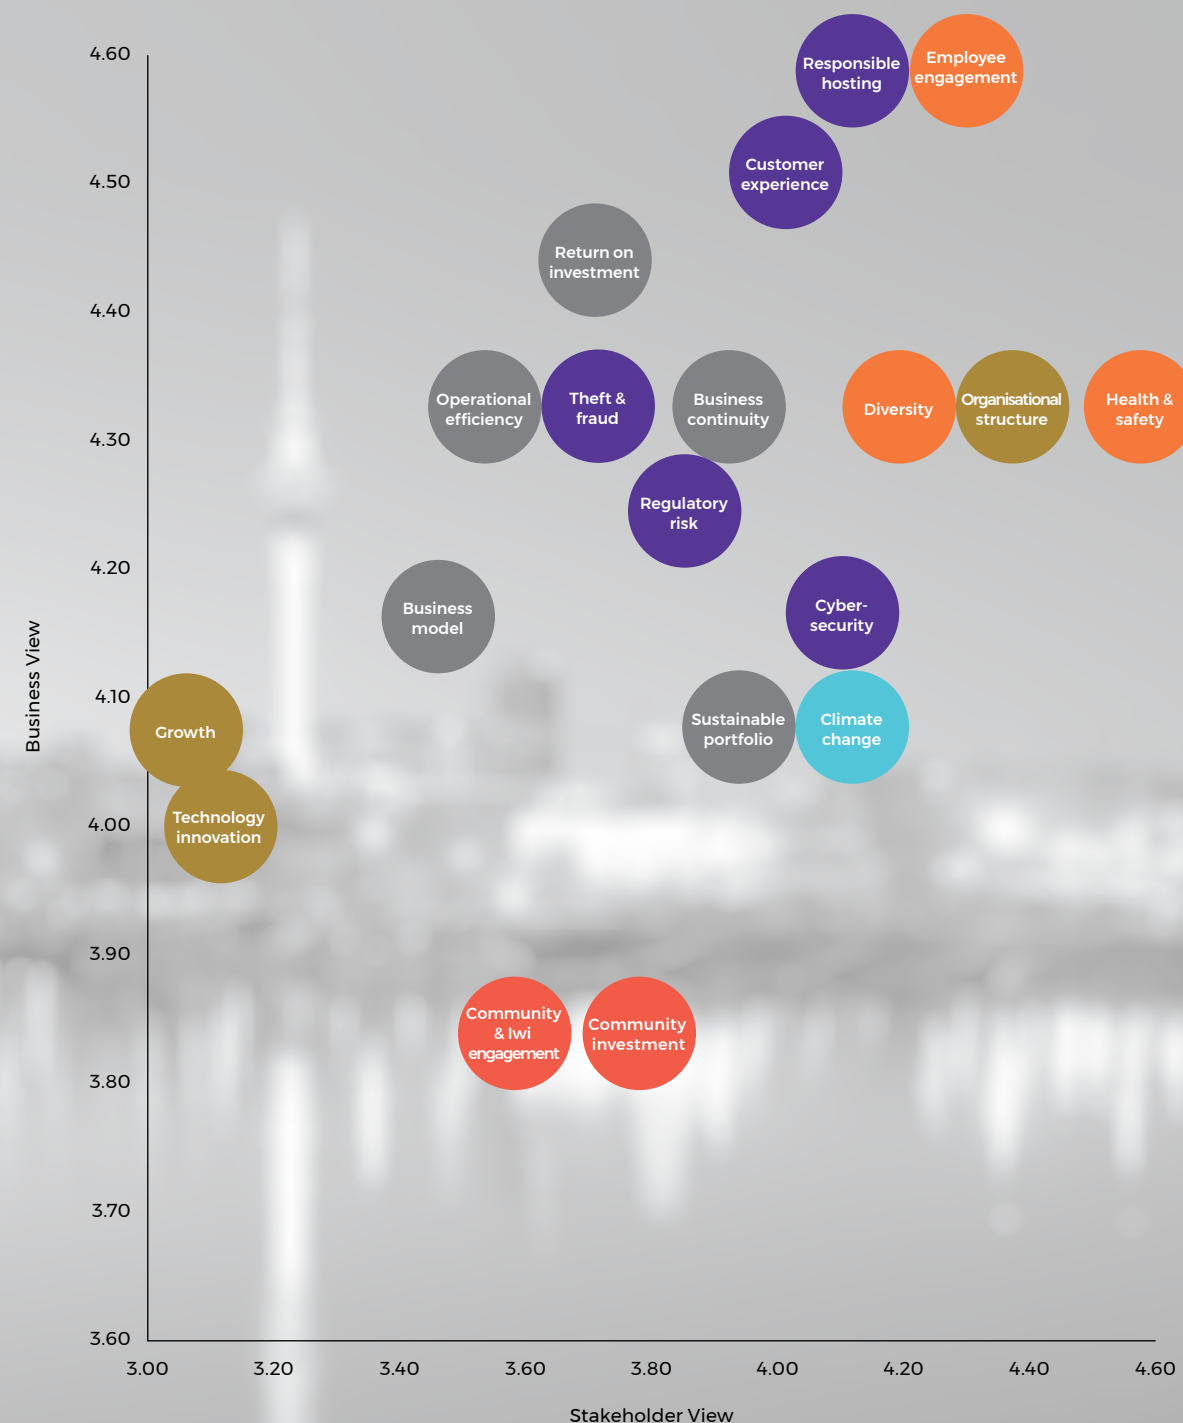 4.60
4.50
4.40
4.30
4.20
4.10
4.00
3.90
3.80
3.70
3.60
Business View
Responsible
hosting
Employee
engagement
Customer
experience
Return on
investment
Operational
efficiency
Theft &
fraud
Business
continuity
Diversity
Organisational
structure
Health &
safety
Regulatory
risk
Business
model
Cyber-
security
Growth
Sustainable
portfolio
Climate
change
Technology
innovation
Community
& Iwi
engagement
Community
investment
3.00 3.20 3.40 3.60 3.80 4.00 4.20 4.40 4.60
Stakeholder View